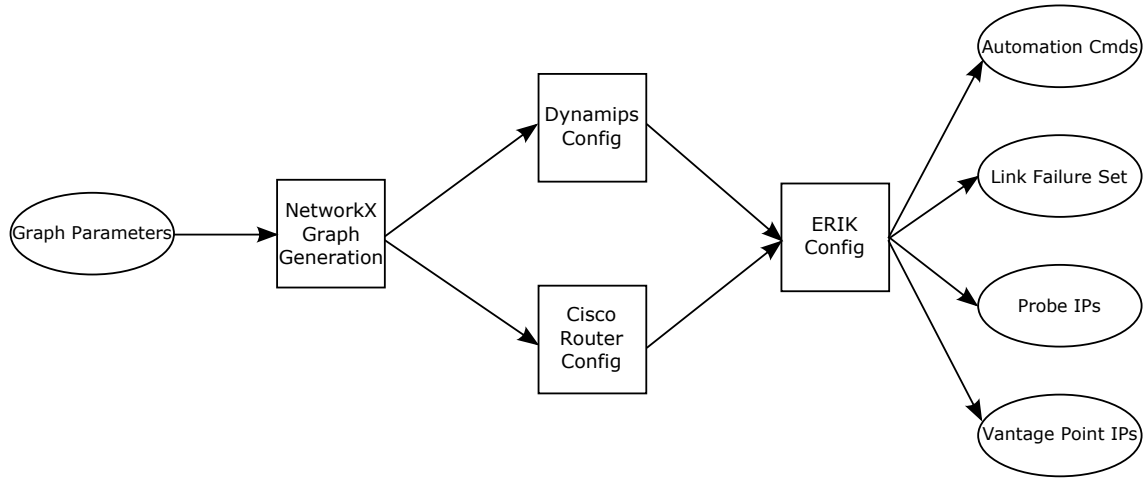 Graph Parameters
NetworkX
Graph
Generation
Dynamips
Config
Cisco
Router
Config
ERIK
Config
Automation Cmds
Link Failure Set
Probe IPs
Vantage Point IPs